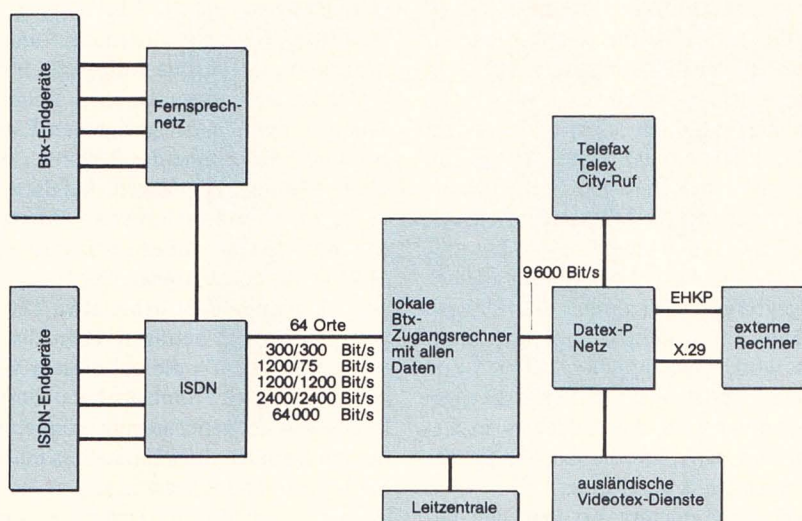 Btx-Endgeräte
Fernsprech-
netz
ISDN-Endgeräte
ISDN
64 Orte
300/300 Bit/s
1200/75 Bit/s
1200/1200 Bit/s
2400/2400 Bit/s
64000 Bit/s
lokale
Btx-
Zugangsrechner
mit allen
Daten
Leitzentrale
9600 Bit/s
Telefax
Telex
City-Ruf
Datex-P
Netz
EHKP
X.29
externe
Rechner
ausländische
Videotex-Dienste